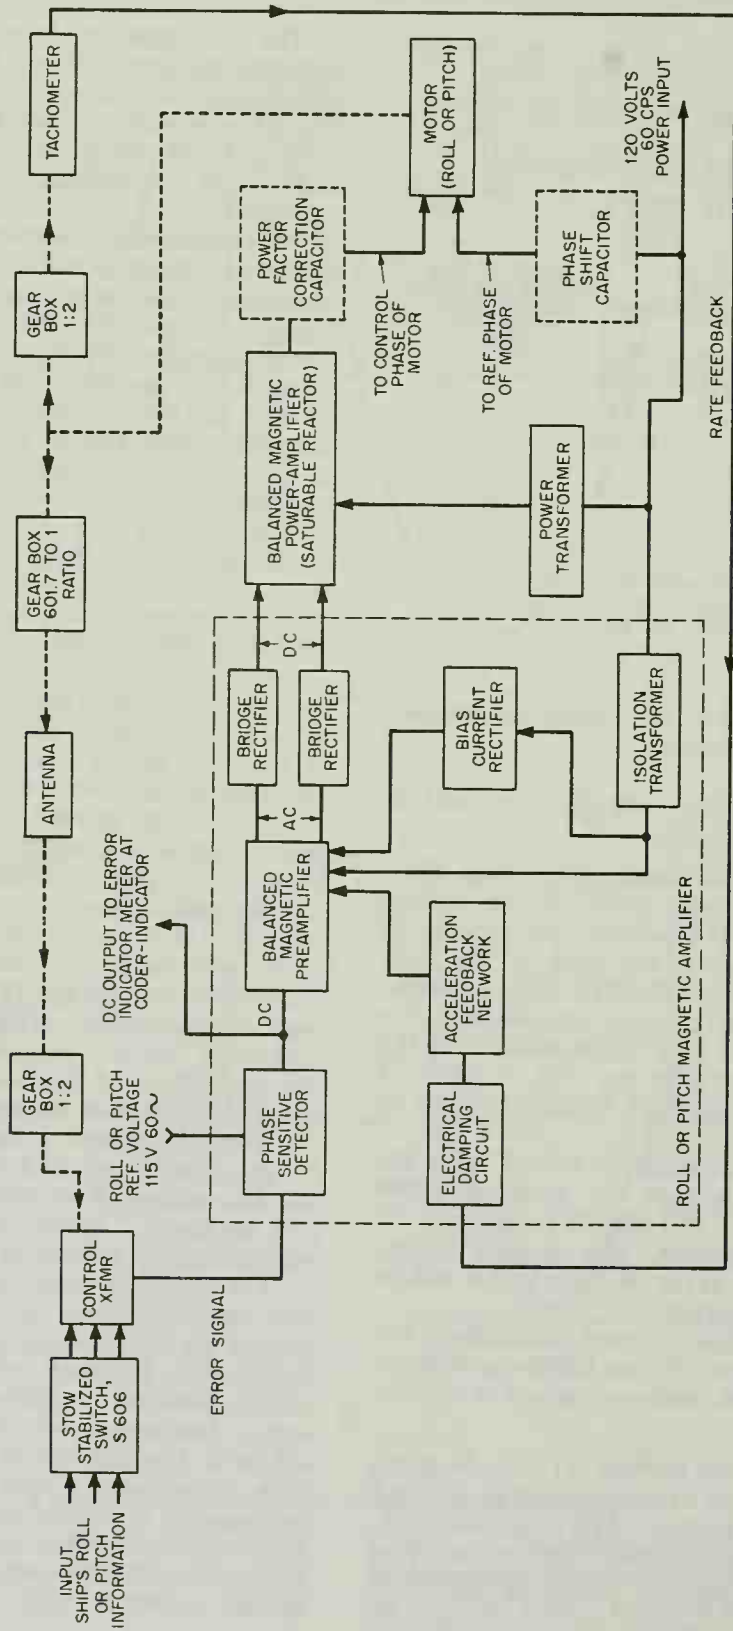 INPUT
SHIP'S ROLL
OR PITCH
INFORMATION
STOW
STABILIZED
SWITCH,
S 606
CONTROL
XFMR
GEAR
BOX
1:2
ANTENNA
GEAR BOX
601.7 TO 1
RATIO
GEAR
BOX
1:2
TACHOMETER
ERROR SIGNAL
ROLL OR PITCH
REF. VOLTAGE
115 V 60~
D.C. OUTPUT TO ERROR
INDICATOR METER AT
CODER-INDICATOR
PHASE
SENSITIVE
DETECTOR
DC
BALANCED
MAGNETIC
PREAMPLIFIER
AC
BRIDGE
RECTIFIER
BRIDGE
RECTIFIER
DC
BALANCED MAGNETIC
POWER-AMPLIFIER
(SATURABLE REACTOR)
POWER
FACTOR
CORRECTION
CAPACITOR
TO CONTROL
PHASE OF
MOTOR
MOTOR
(ROLL OR PITCH)
TO REF. PHASE
OF MOTOR
PHASE
SHIFT
CAPACITOR
120 VOLTS
60 CPS
POWER INPUT
ELECTRICAL
DAMPING
CIRCUIT
ACCELERATION
FEEDBACK
NETWORK
BIAS
CURRENT
RECTIFIER
POWER
TRANSFORMER
ISOLATION
TRANSFORMER
ROLL OR PITCH MAGNETIC AMPLIFIER
RATE FEEDBACK